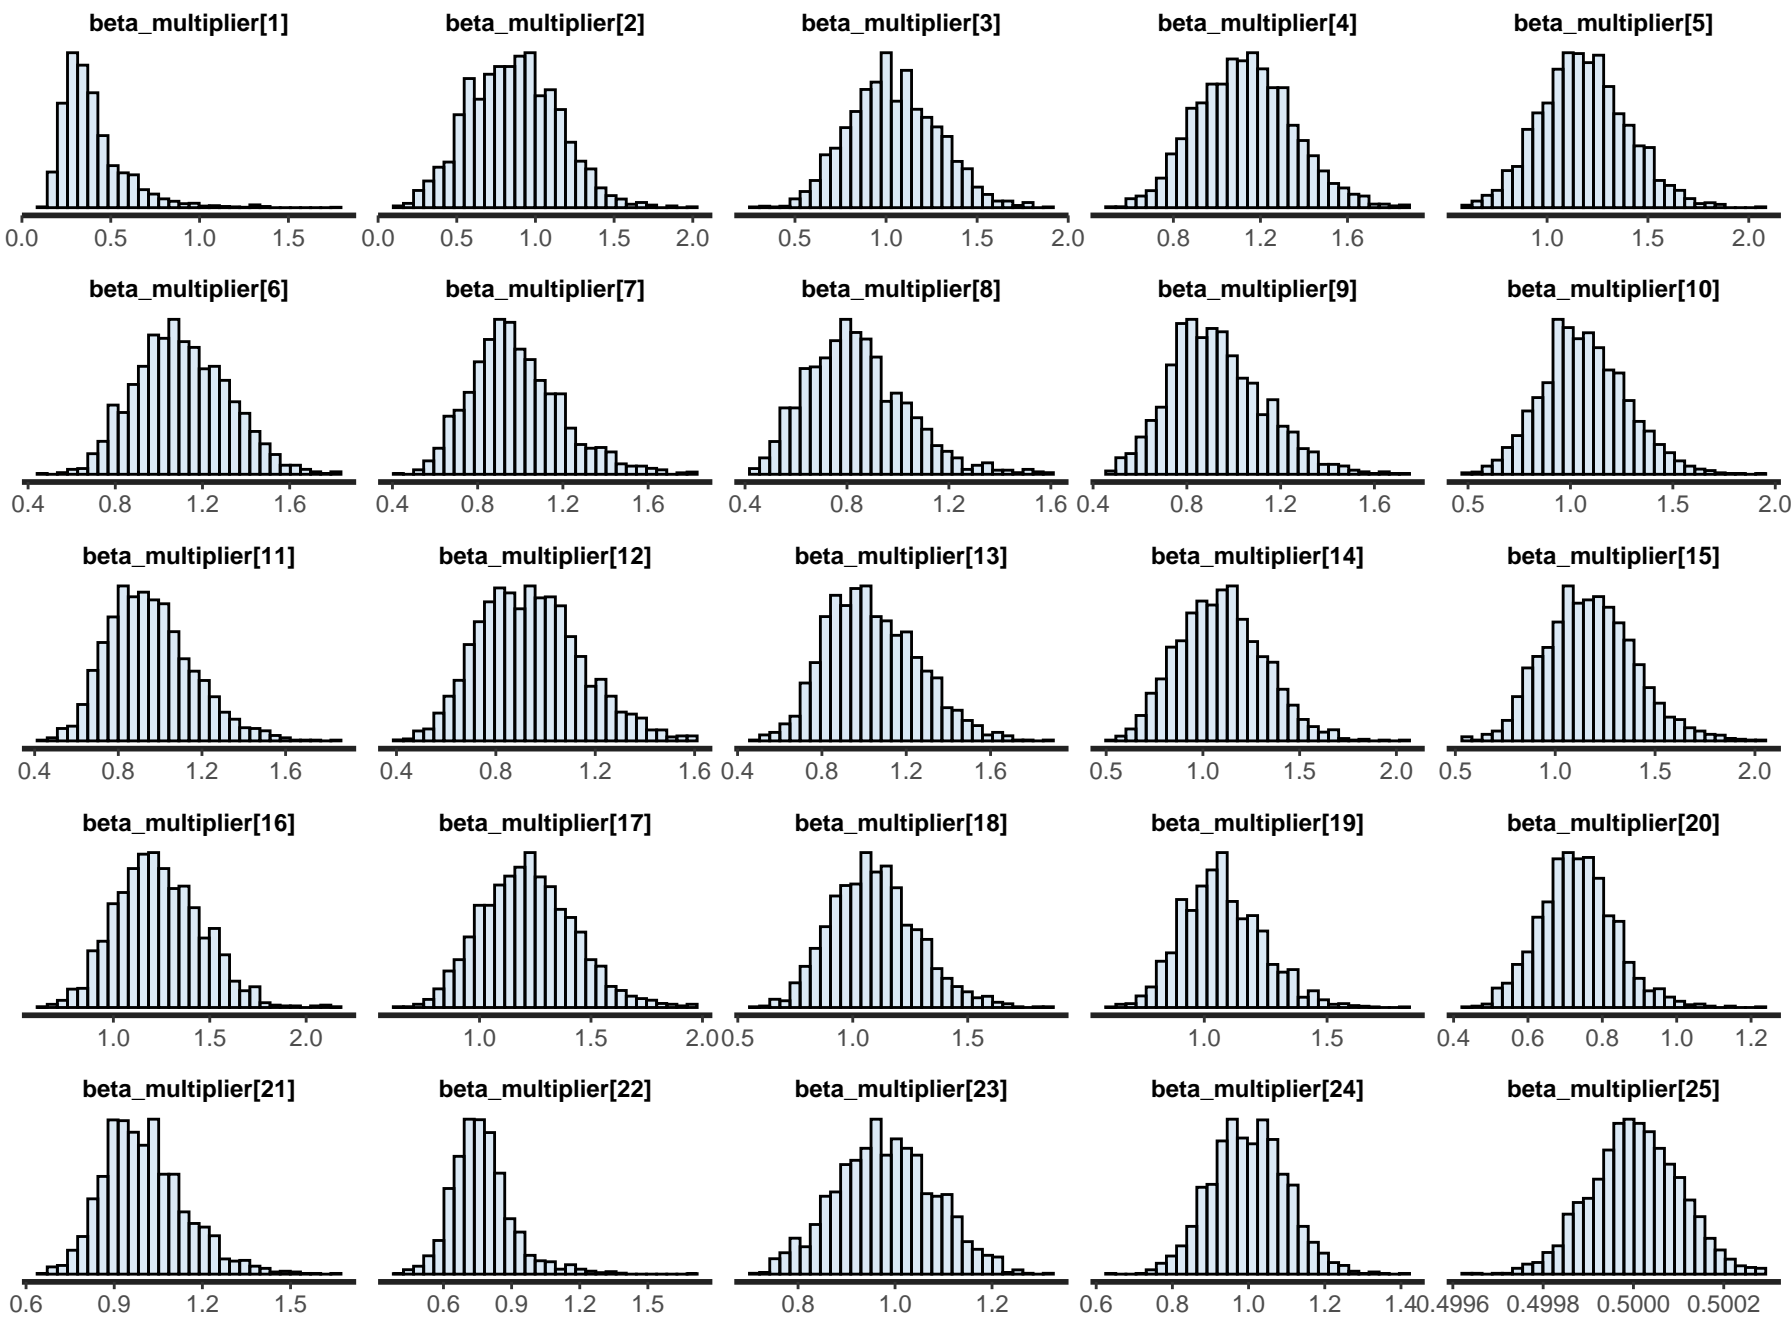 beta_multiplier[1] beta_multiplier[2] beta_multiplier[3] beta_multiplier[4] beta_multiplier[5]
0.0 0.5 1.0 1.5 0.0 0.5 1.0 1.5 2.0 0.5 1.0 1.5 2.0 0.8 1.2 1.6 1.0 1.5 2.0
beta_multiplier[6] beta_multiplier[7] beta_multiplier[8] beta_multiplier[9] beta_multiplier[10]
0.4 0.8 1.2 1.6 0.4 0.8 1.2 1.6 0.4 0.8 1.2 1.6 0.4 0.8 1.2 1.6 0.5 1.0 1.5 2.0
beta_multiplier[11] beta_multiplier[12] beta_multiplier[13] beta_multiplier[14] beta_multiplier[15]
0.4 0.8 1.2 1.6 0.4 0.8 1.2 1.6 0.4 0.8 1.2 1.6 0.5 1.0 1.5 2.0 0.5 1.0 1.5 2.0
beta_multiplier[16] beta_multiplier[17] beta_multiplier[18] beta_multiplier[19] beta_multiplier[20]
1.0 1.5 2.0 1.0 1.5 2.0 0.5 1.0 1.5 1.0 1.5 0.4 0.6 0.8 1.0 1.2
beta_multiplier[21] beta_multiplier[22] beta_multiplier[23] beta_multiplier[24] beta_multiplier[25]
0.6 0.9 1.2 1.5 0.6 0.9 1.2 1.5 0.8 1.0 1.2 0.6 0.8 1.0 1.2 1.4 0.4996 0.4998 0.5000 0.5002